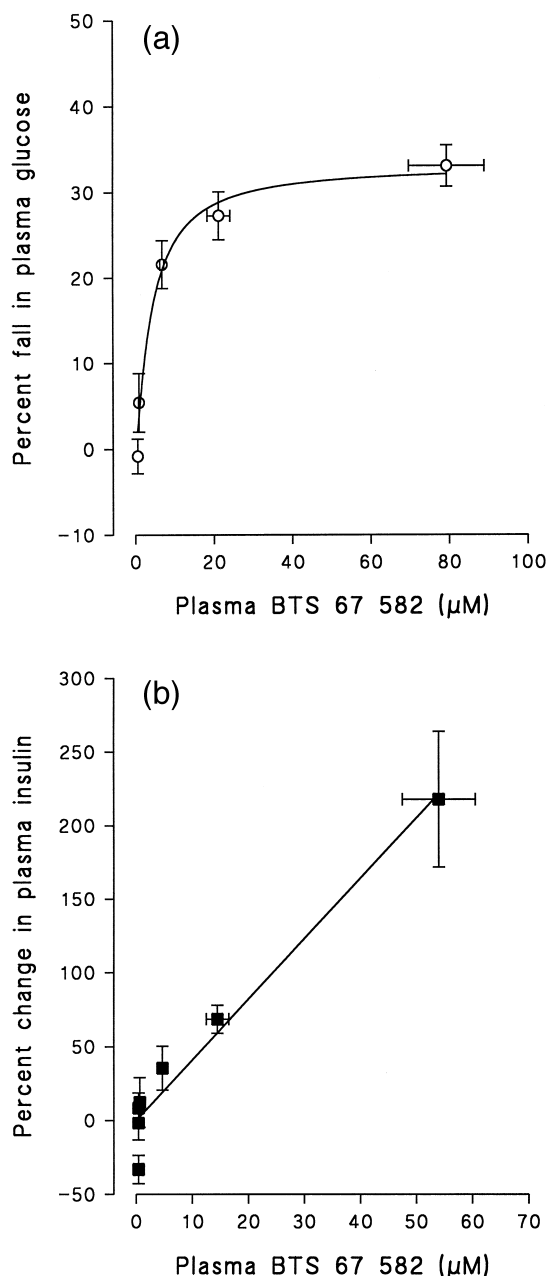 (a)
Percent fall in plasma glucose
50
40
30
20
10
0
−10
0 20 40 60 80 100
Plasma BTS 67 582 (µM)
(b)
Percent change in plasma insulin
300
250
200
150
100
50
0
−50
0 10 20 30 40 50 60 70
Plasma BTS 67 582 (µM)